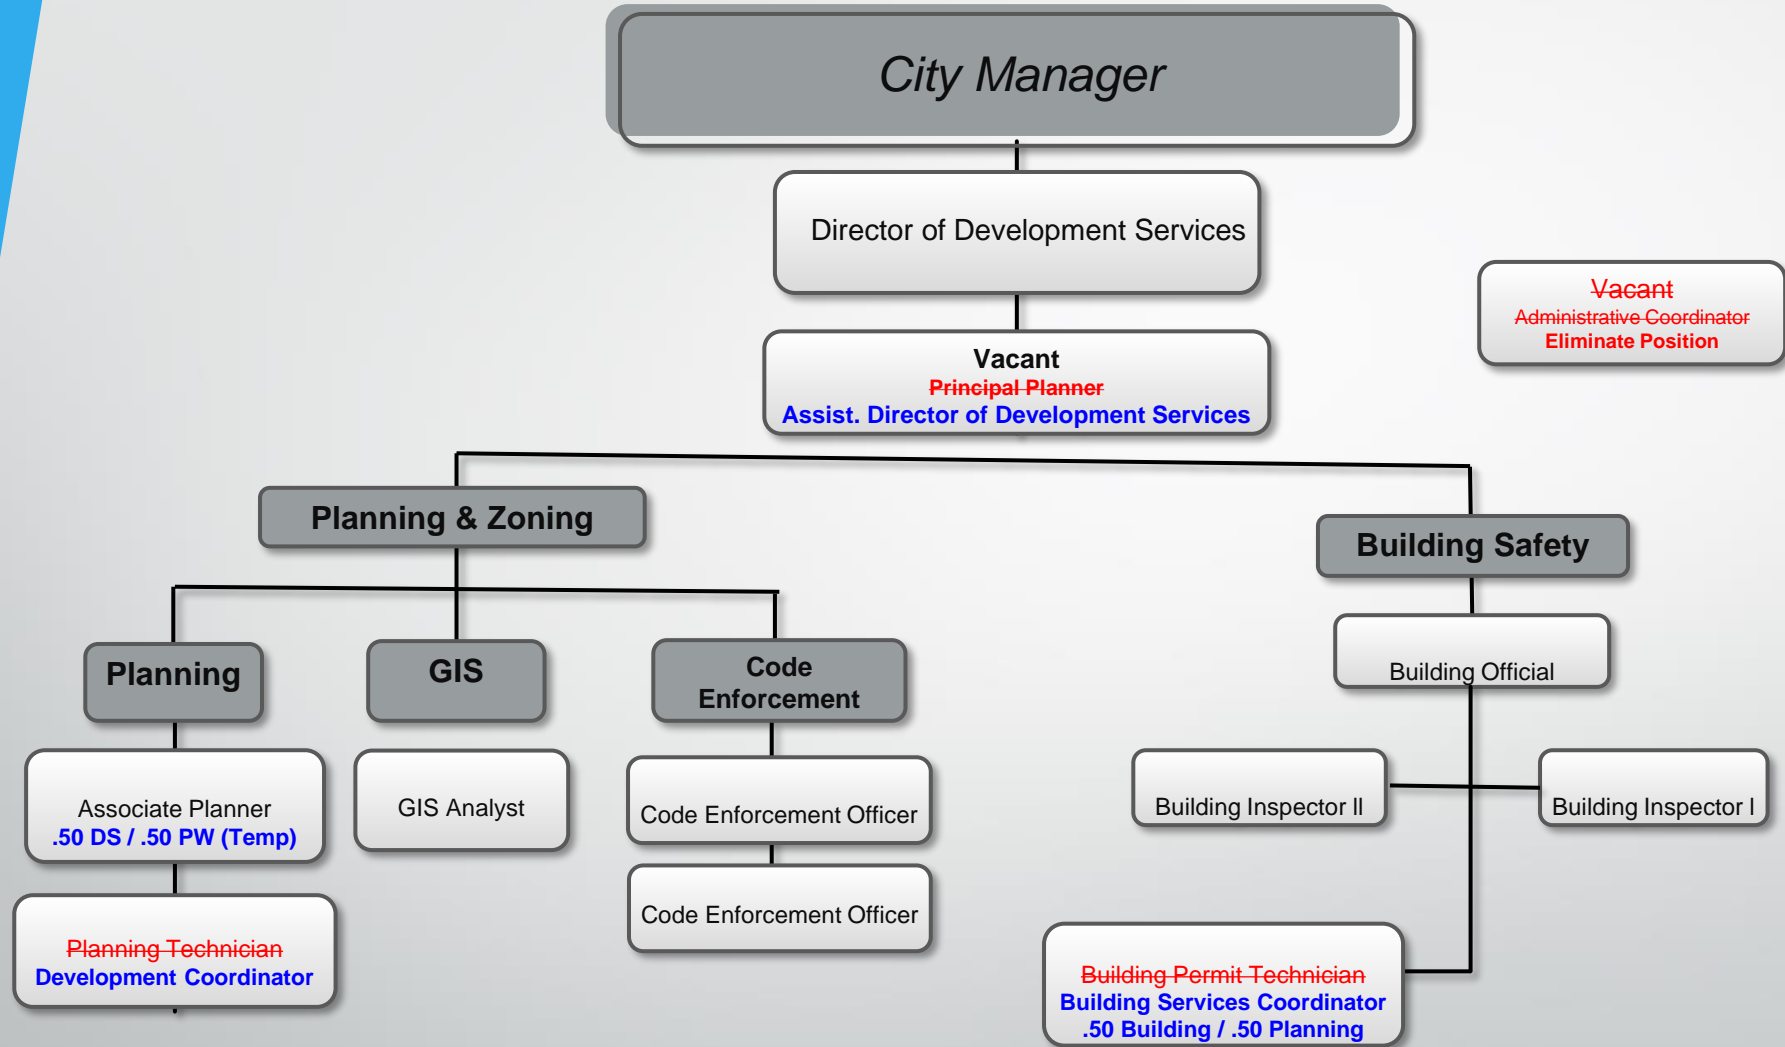 City Manager
Director of Development Services
Vacant
Administrative Coordinator
Eliminate Position
Vacant
Principal Planner
Assist. Director of Development Services
Planning & Zoning
Building Safety
Planning
GIS
Code
Enforcement
Building Official
Associate Planner
.50 DS / .50 PW (Temp)
GIS Analyst
Code Enforcement Officer
Building Inspector II
Building Inspector I
Planning Technician
Development Coordinator
Code Enforcement Officer
Building Permit Technician
Building Services Coordinator
.50 Building / .50 Planning